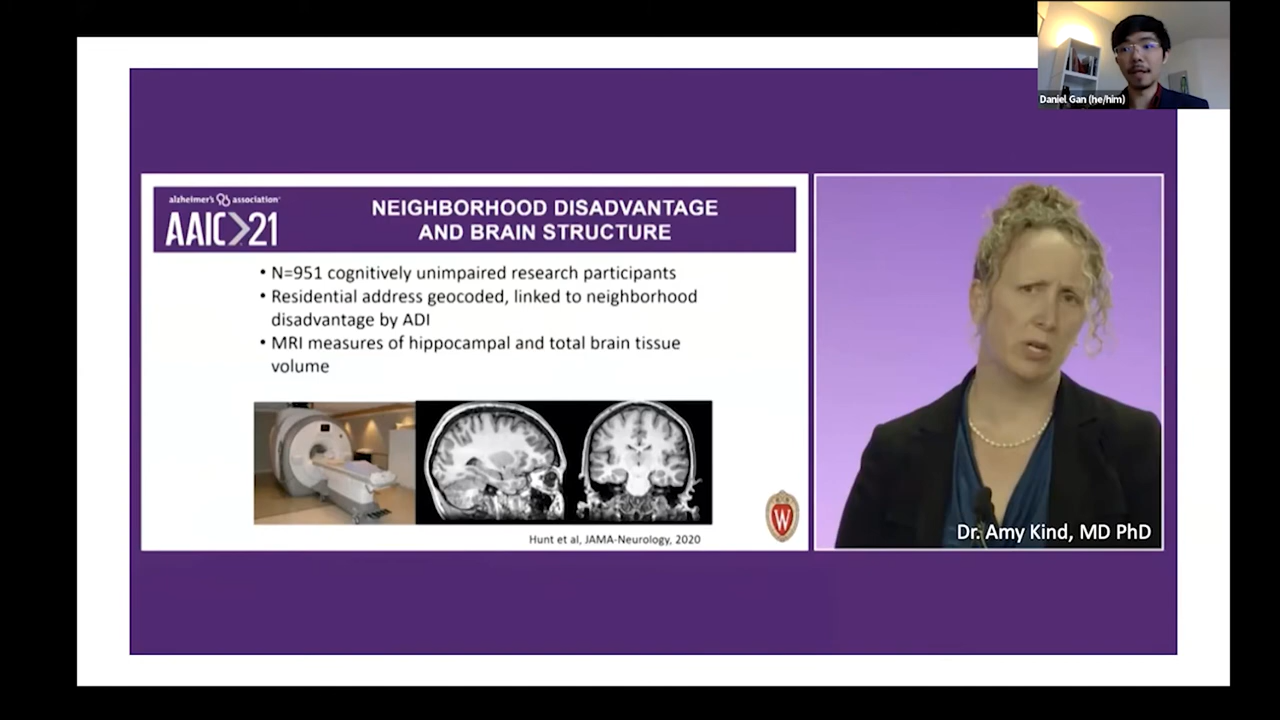 Daniel Gan (he/him)
alzheimer's association
AAIC>21
NEIGHBORHOOD DISADVANTAGE
AND BRAIN STRUCTURE
• N=951 cognitively unimpaired research participants
• Residential address geocoded, linked to neighborhood
disadvantage by ADI
• MRI measures of hippocampal and total brain tissue
volume
W
Hunt et al, JAMA-Neurology, 2020
Dr. Amy Kind, MD PhD